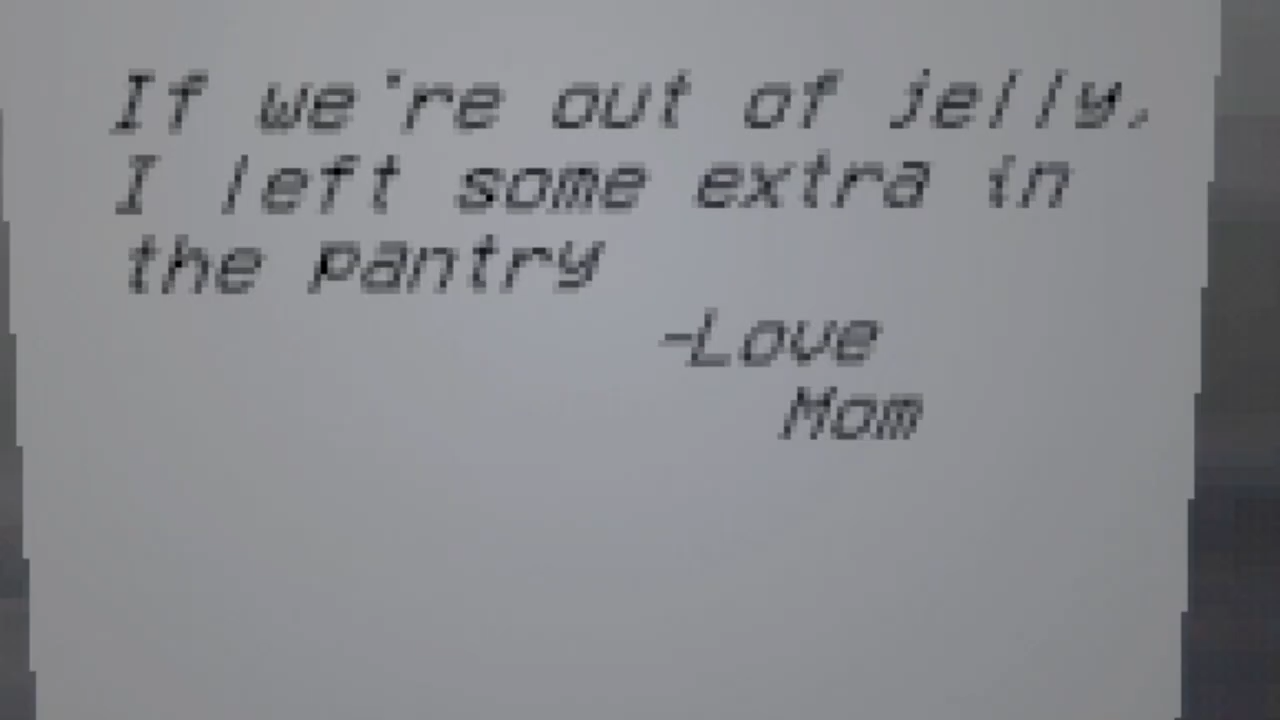 If we're out of jelly,
I left some extra in
the pantry
-Love
Mom